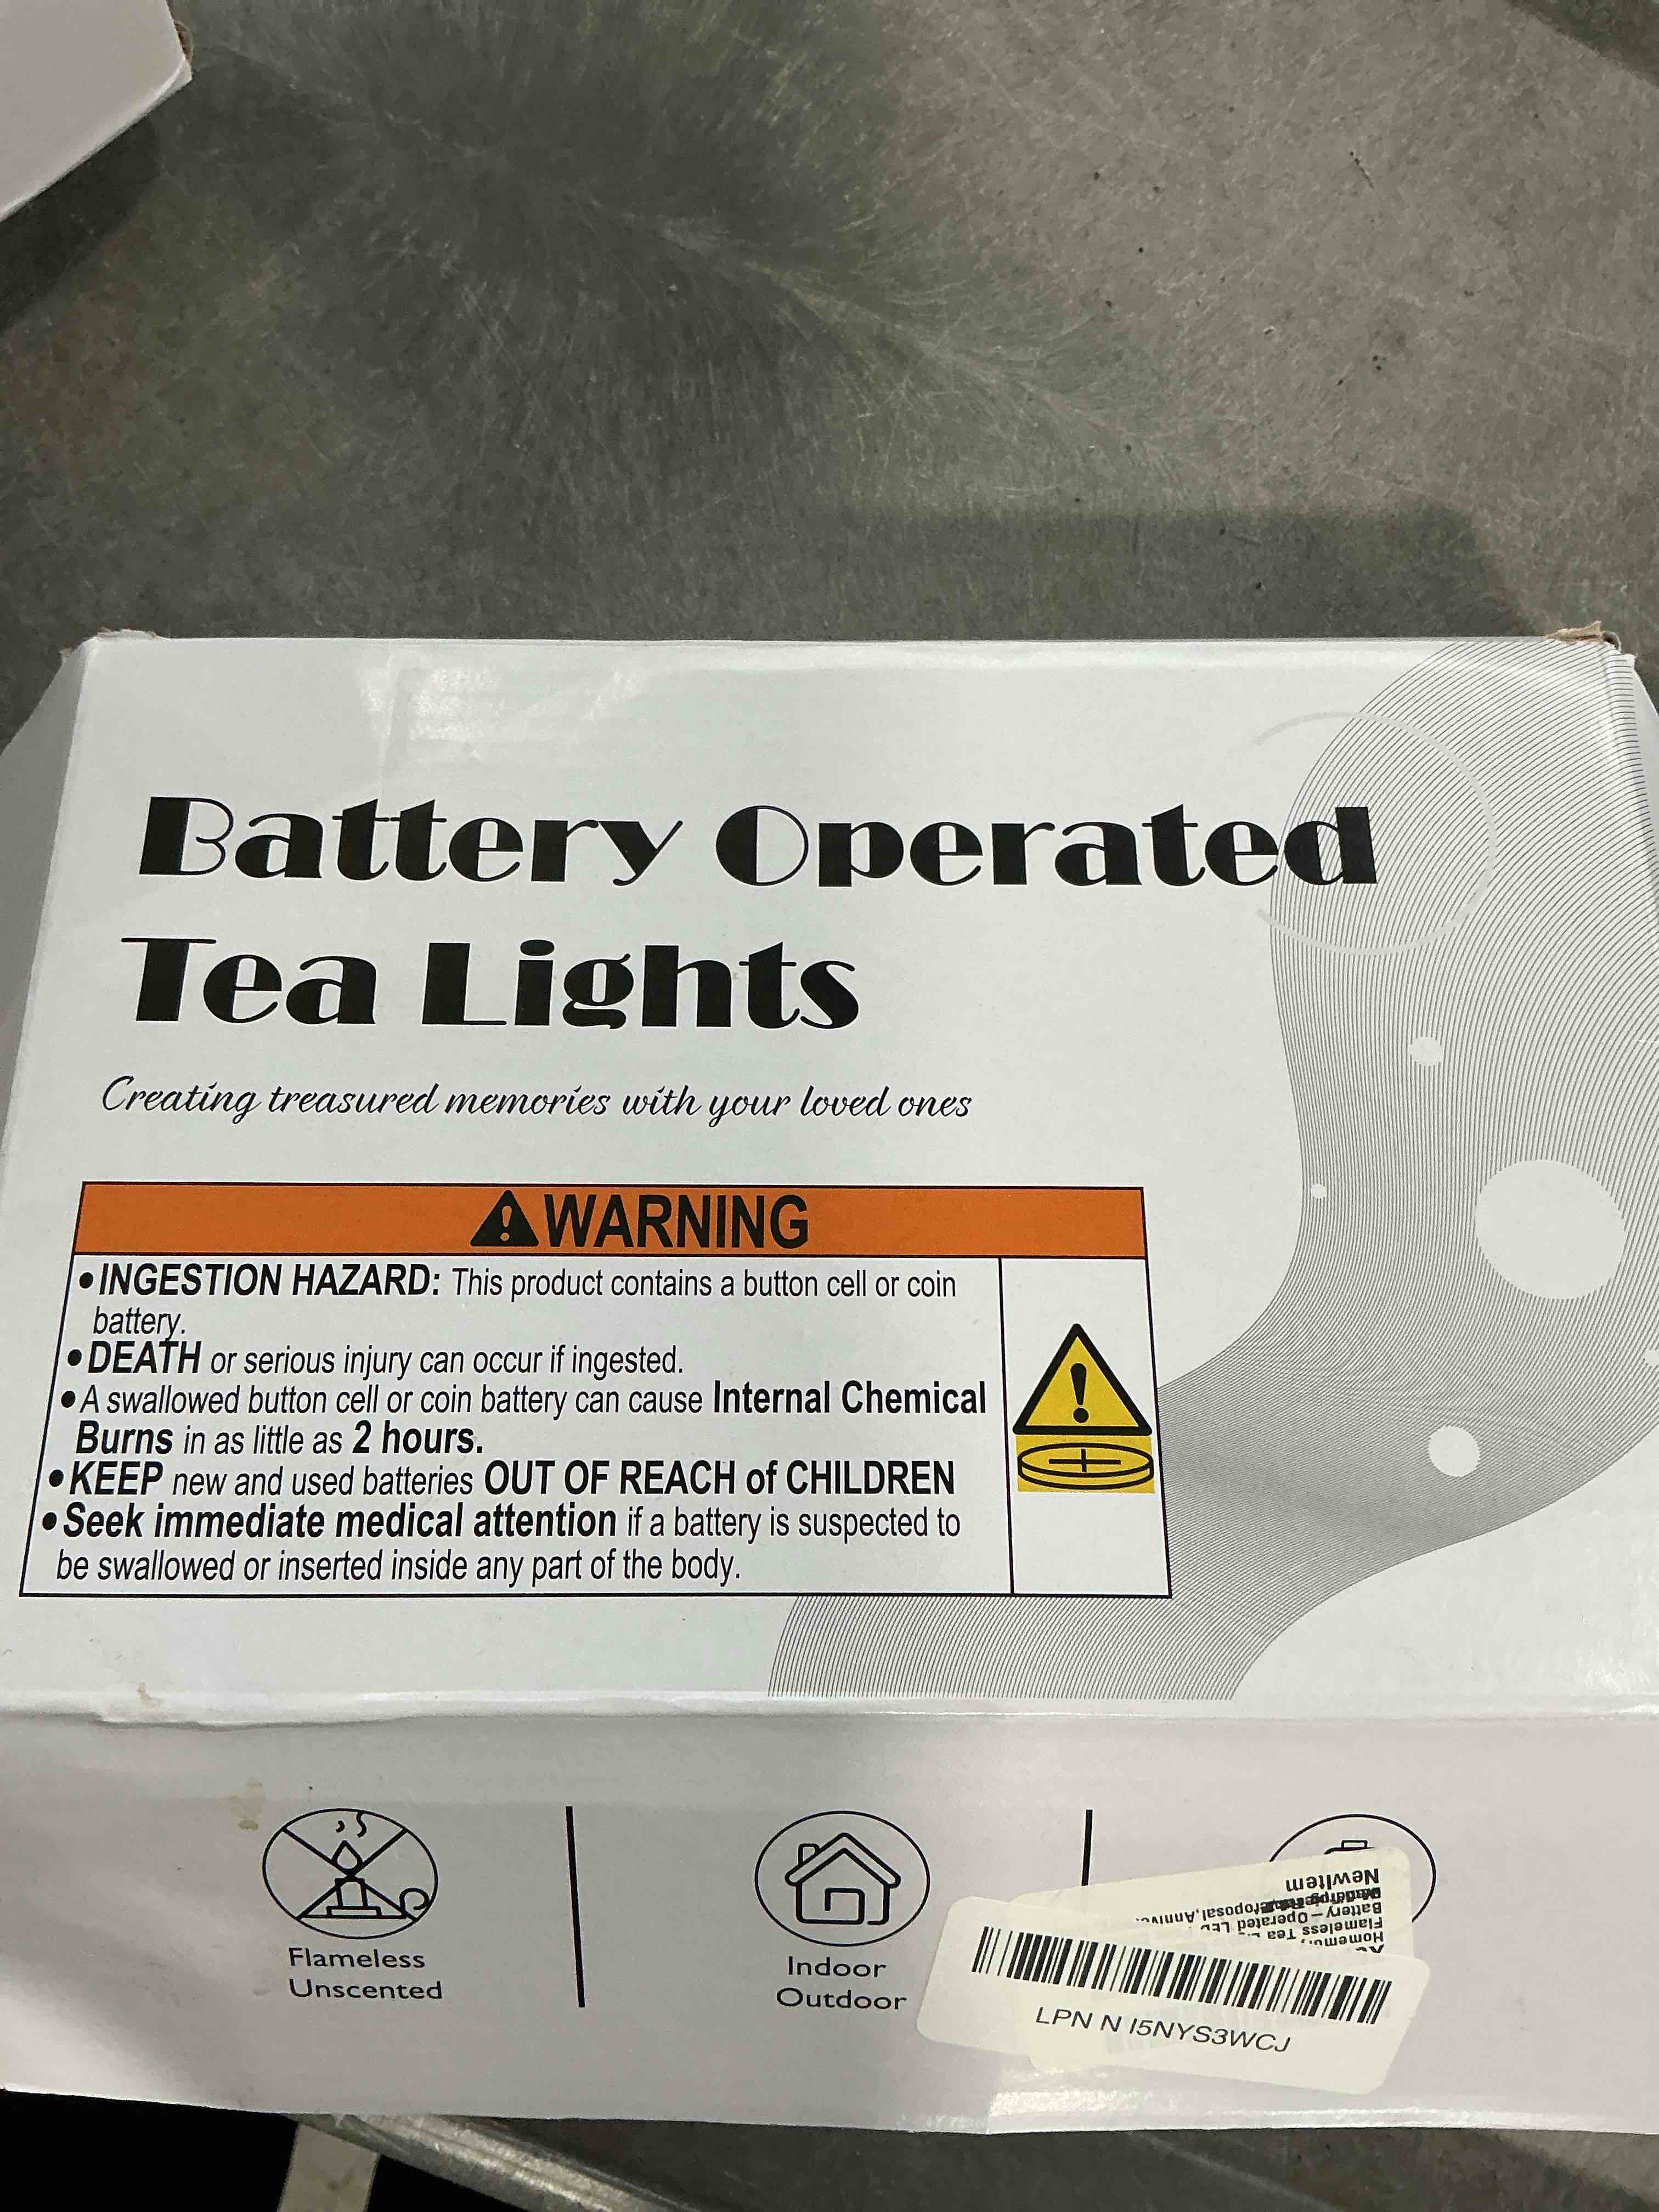 Battery Operated
Tea Lights
Creating treasured memories with your loved ones
WARNING
•INGESTION HAZARD: This product contains a button cell or coin
battery.
•DEATH or serious injury can occur if ingested.
•A swallowed button cell or coin battery can cause Internal Chemical
Burns in as little as 2 hours.
•KEEP new and used batteries OUT OF REACH of CHILDREN
•Seek immediate medical attention if a battery is suspected to
be swallowed or inserted inside any part of the body.
Flameless
Unscented
Indoor
Outdoor
Flameless Tea
Battery – Operated LED
NewItem
LPN N I5NYS3WCJ